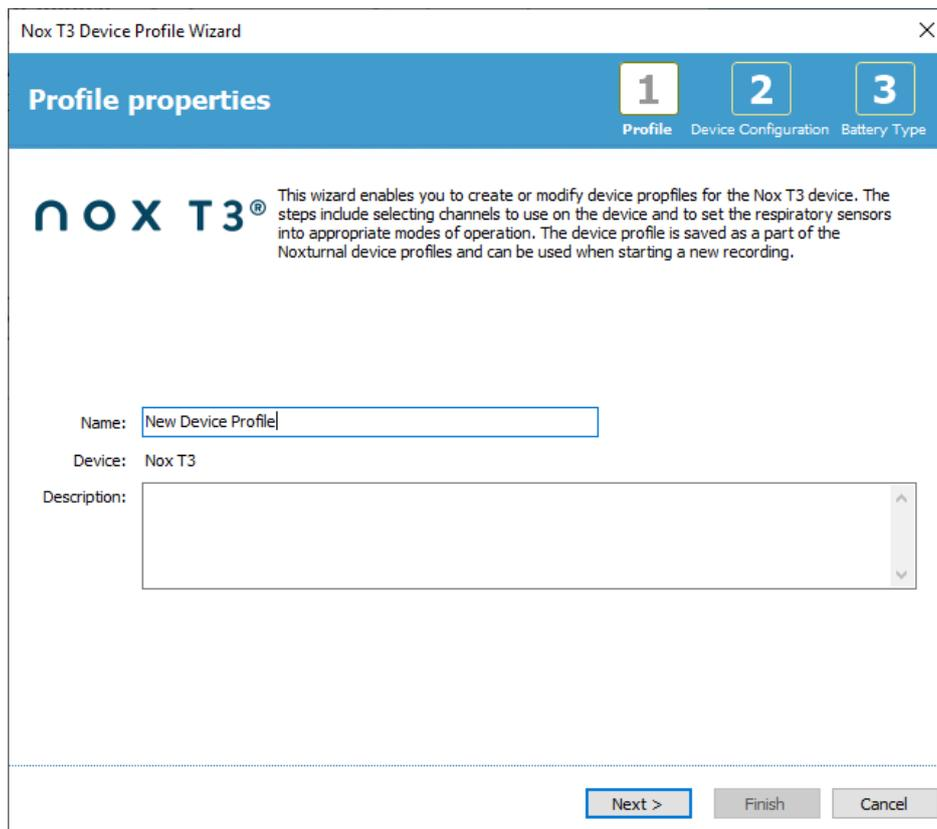 Nox T3 Device Profile Wizard
Profile properties
1
2
3
Profile
Device Configuration
Battery Type
nox T3®
This wizard enables you to create or modify device propfiles for the Nox T3 device. The
steps include selecting channels to use on the device and to set the respiratory sensors
into appropriate modes of operation. The device profile is saved as a part of the
Noxturnal device profiles and can be used when starting a new recording.
Name: New Device Profile
Device: Nox T3
Description:
Next >
Finish
Cancel